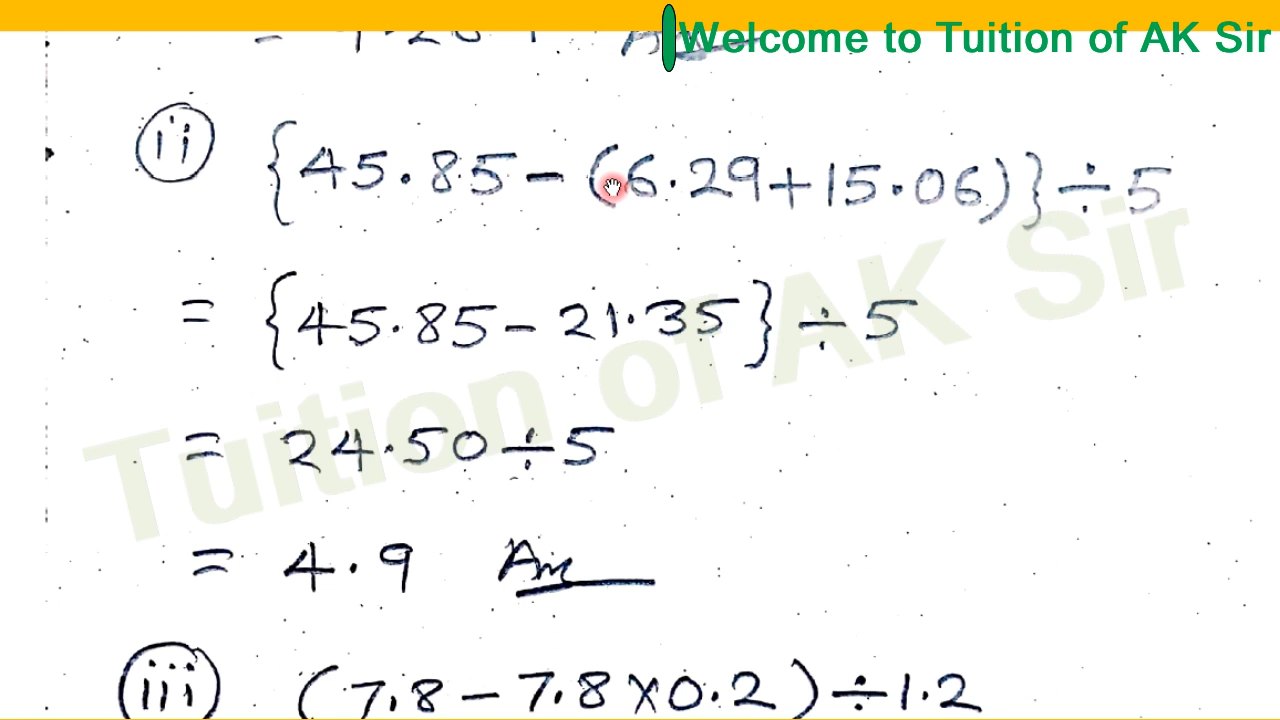 Welcome to Tuition of AK Sir
ii {45.85 - (6.29 + 15.06)} ÷ 5
= {45.85 - 21.35} ÷ 5
= 24.50 ÷ 5
= 4.9 Ans
iii (7.8 - 7.8 × 0.2) ÷ 1.2
Tuition of AK Sir